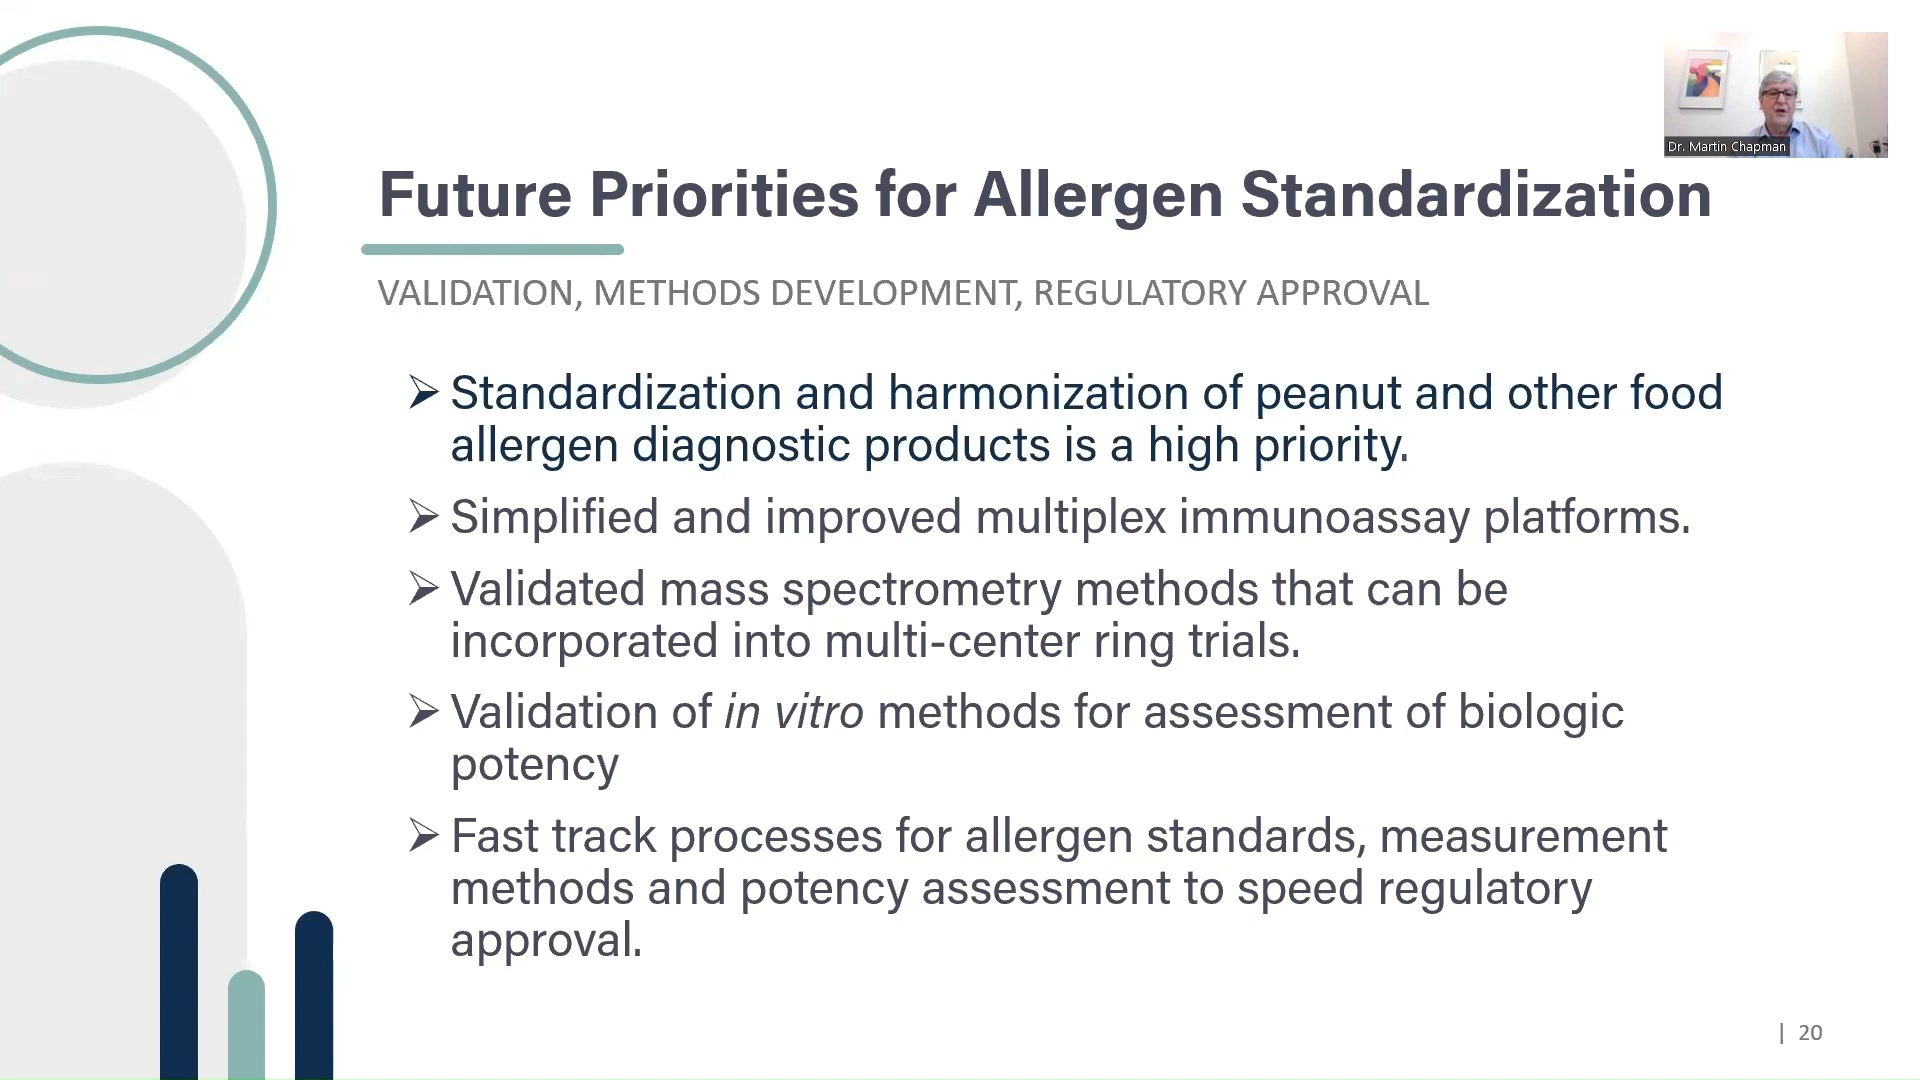 Dr. Martin Chapman
Future Priorities for Allergen Standardization
VALIDATION, METHODS DEVELOPMENT, REGULATORY APPROVAL
➢ Standardization and harmonization of peanut and other food
allergen diagnostic products is a high priority.
➢ Simplified and improved multiplex immunoassay platforms.
➢ Validated mass spectrometry methods that can be
incorporated into multi-center ring trials.
➢ Validation of in vitro methods for assessment of biologic
potency
➢ Fast track processes for allergen standards, measurement
methods and potency assessment to speed regulatory
approval.
| 20